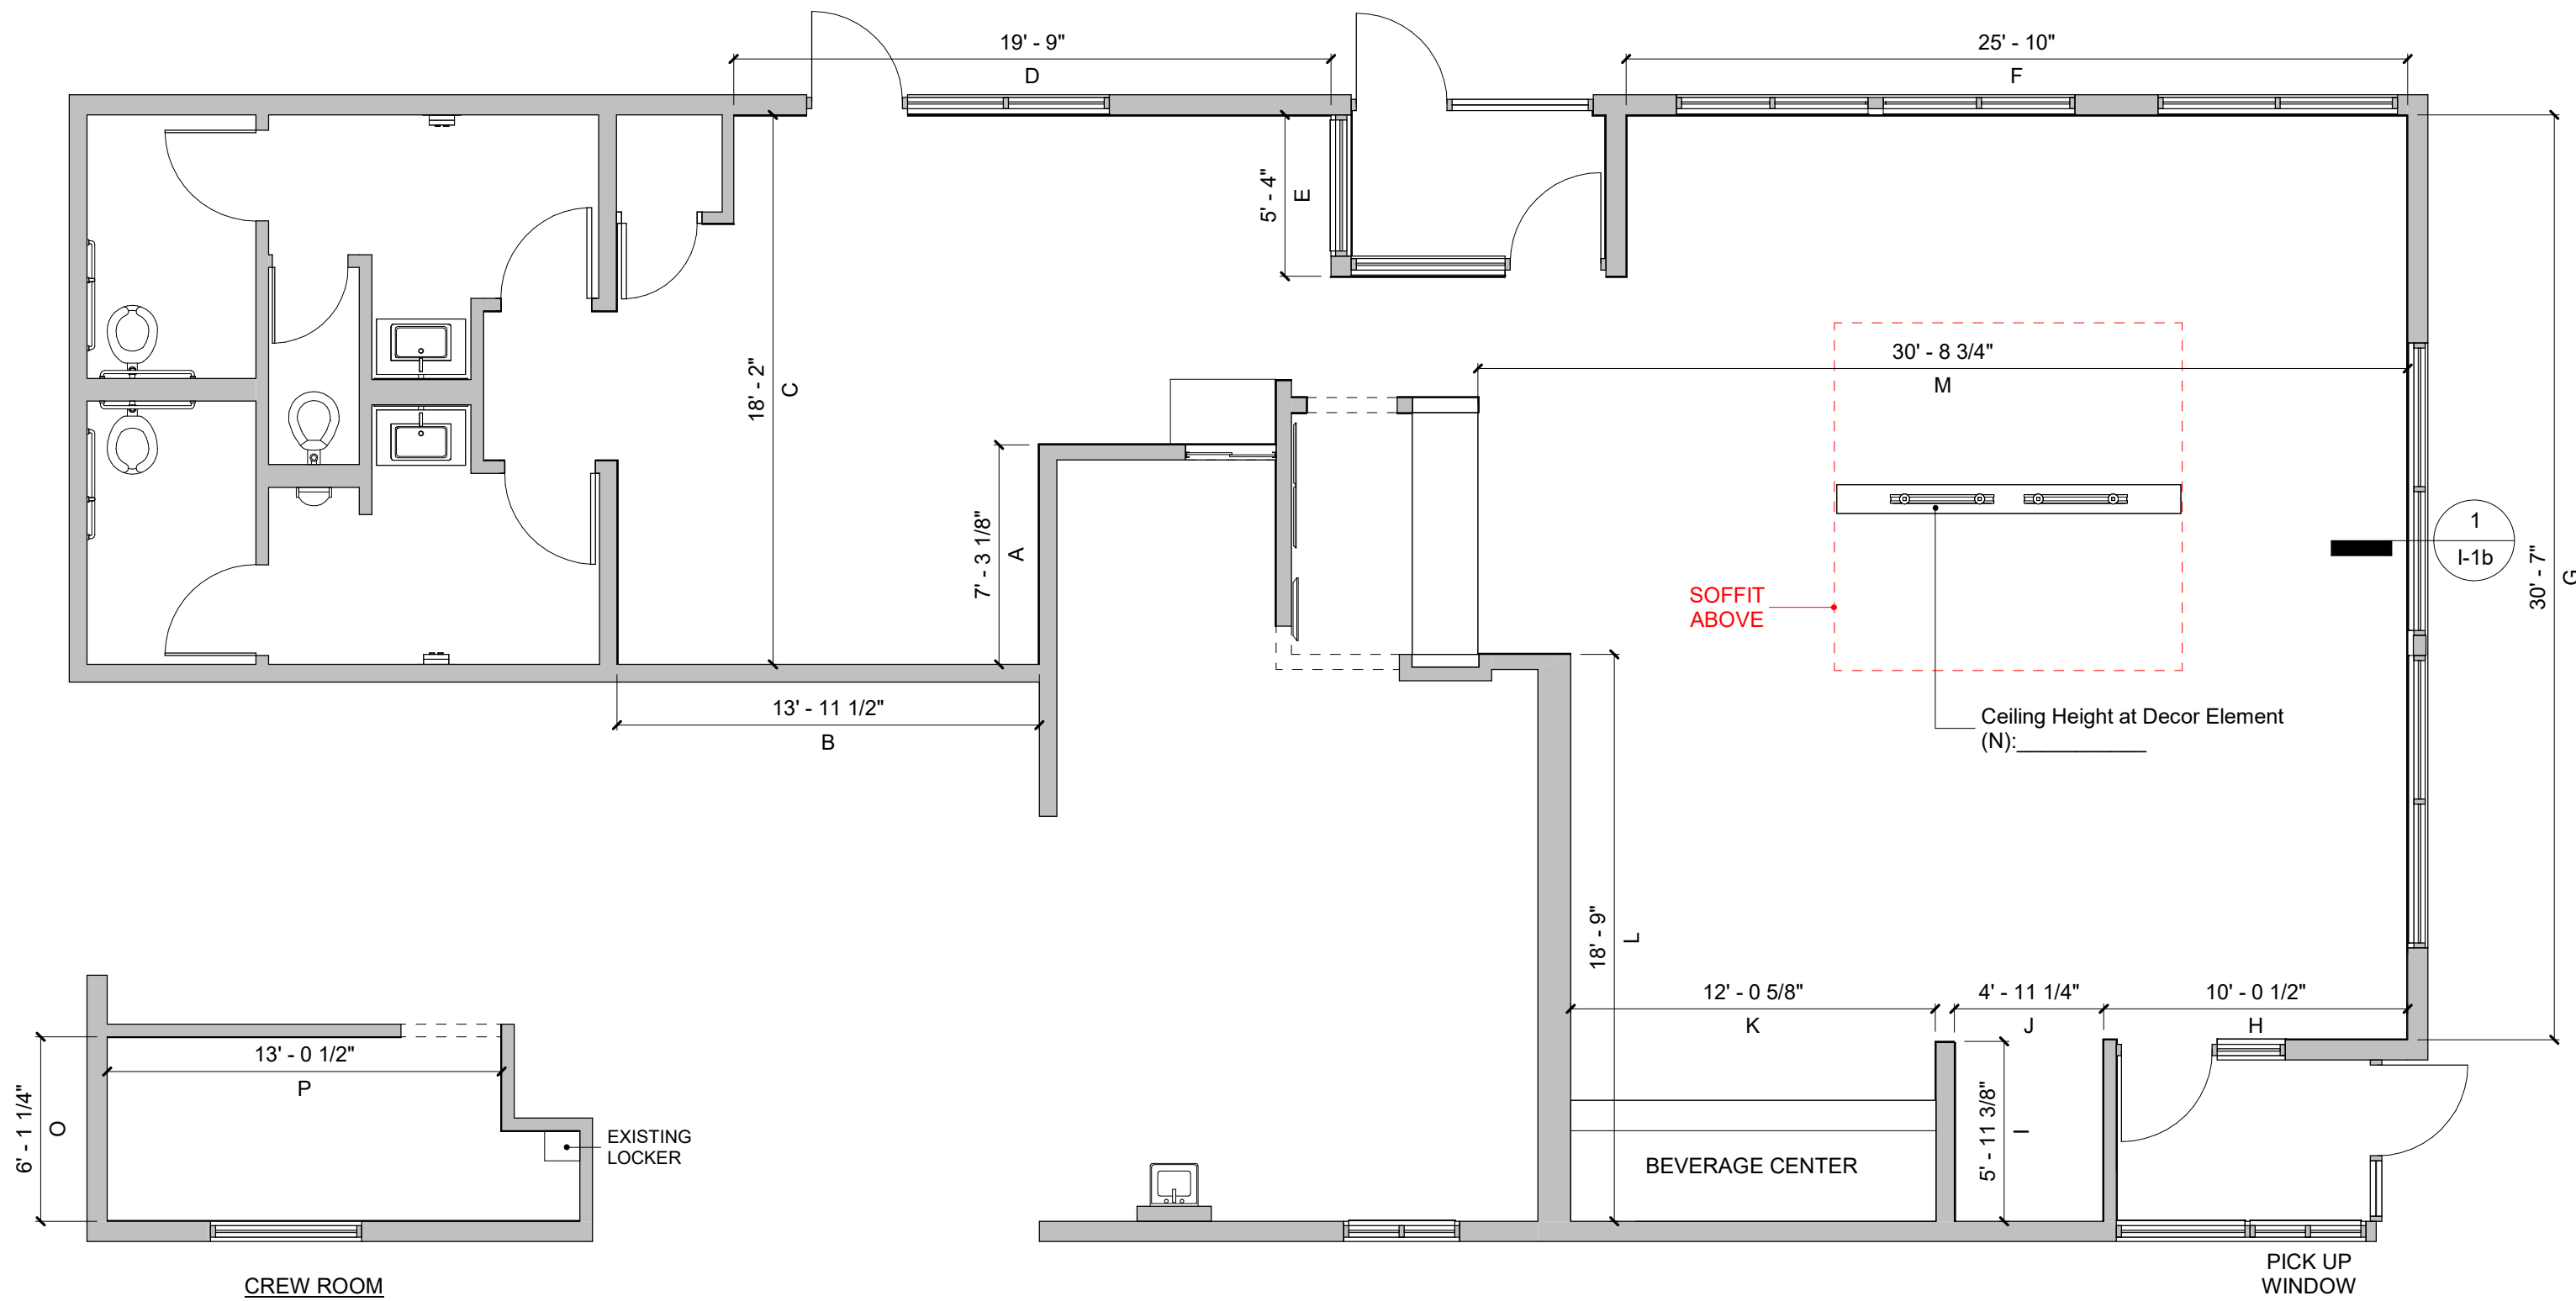 19' - 9"
D
25' - 10"
F
5' - 4"
E
18' - 2"
C
30' - 8 3/4"
M
7' - 3 1/8"
A
1
I-1b
30' - 7"
G
SOFFIT
ABOVE
13' - 11 1/2"
B
Ceiling Height at Decor Element
(N):___________
18' - 9"
L
12' - 0 5/8"
K
4' - 11 1/4"
J
10' - 0 1/2"
H
13' - 0 1/2"
P
6' - 1 1/4"
O
EXISTING
LOCKER
5' - 11 3/8"
I
BEVERAGE CENTER
CREW ROOM
PICK UP
WINDOW